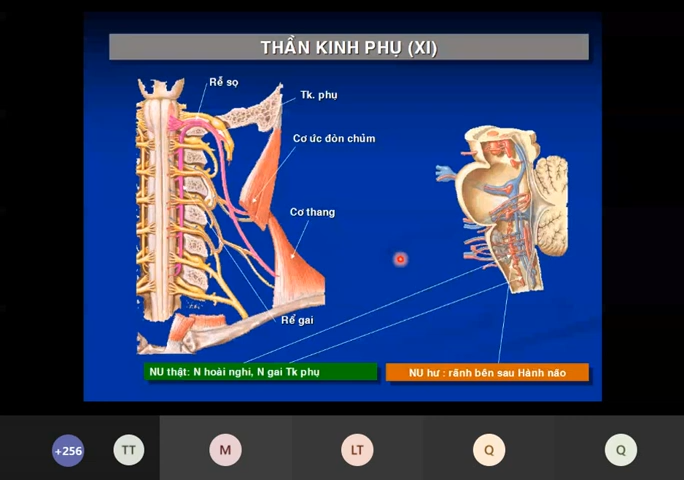 THẦN KINH PHỤ (XI)
Rễ sọ
Tk. phụ
Cơ ức đòn chũm
Cơ thang
Rể gai
NU thật: N hoài nghi, N gai Tk phụ
NU hư : rãnh bên sau Hành não
+256
TT
M
LT
Q
Q